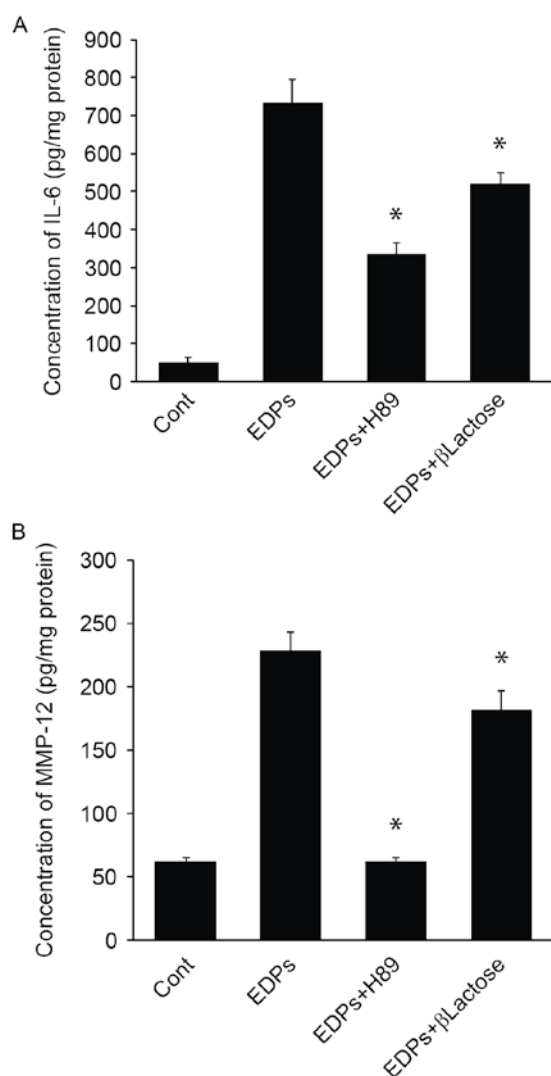 A
Concentration of IL-6 (pg/mg protein)
900
800
700
600
500
400
300
200
100
0
*
*
Cont
EDPs
EDPs+H89
EDPs+βLactose
B
Concentration of MMP-12 (pg/mg protein)
300
250
200
150
100
50
0
*
*
Cont
EDPs
EDPs+H89
EDPs+βLactose